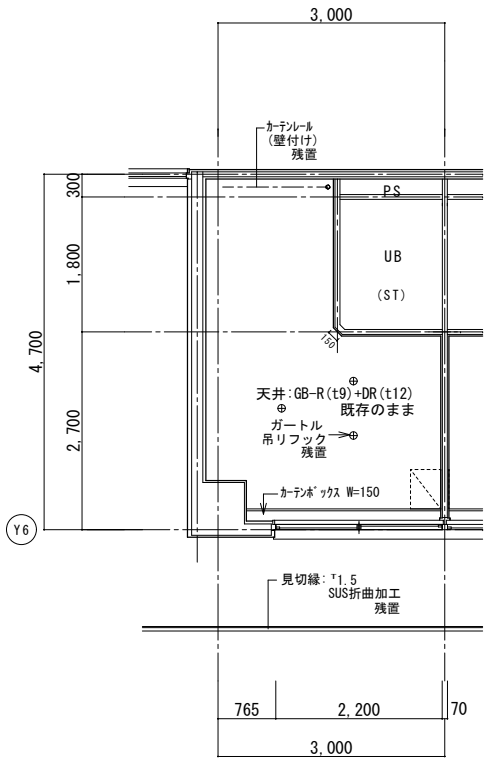 3,000
カーテンレール
(壁付け)
残置
300
PS
1,800
UB
(ST)
4,700
150
天井:GB-R(t9)+DR(t12)
既存のまま
2,700
ガートル
吊リフック
残置
カーテンボックス W=150
Y6
見切縁:T1.5
SUS折曲加工
残置
765
2,200
70
3,000